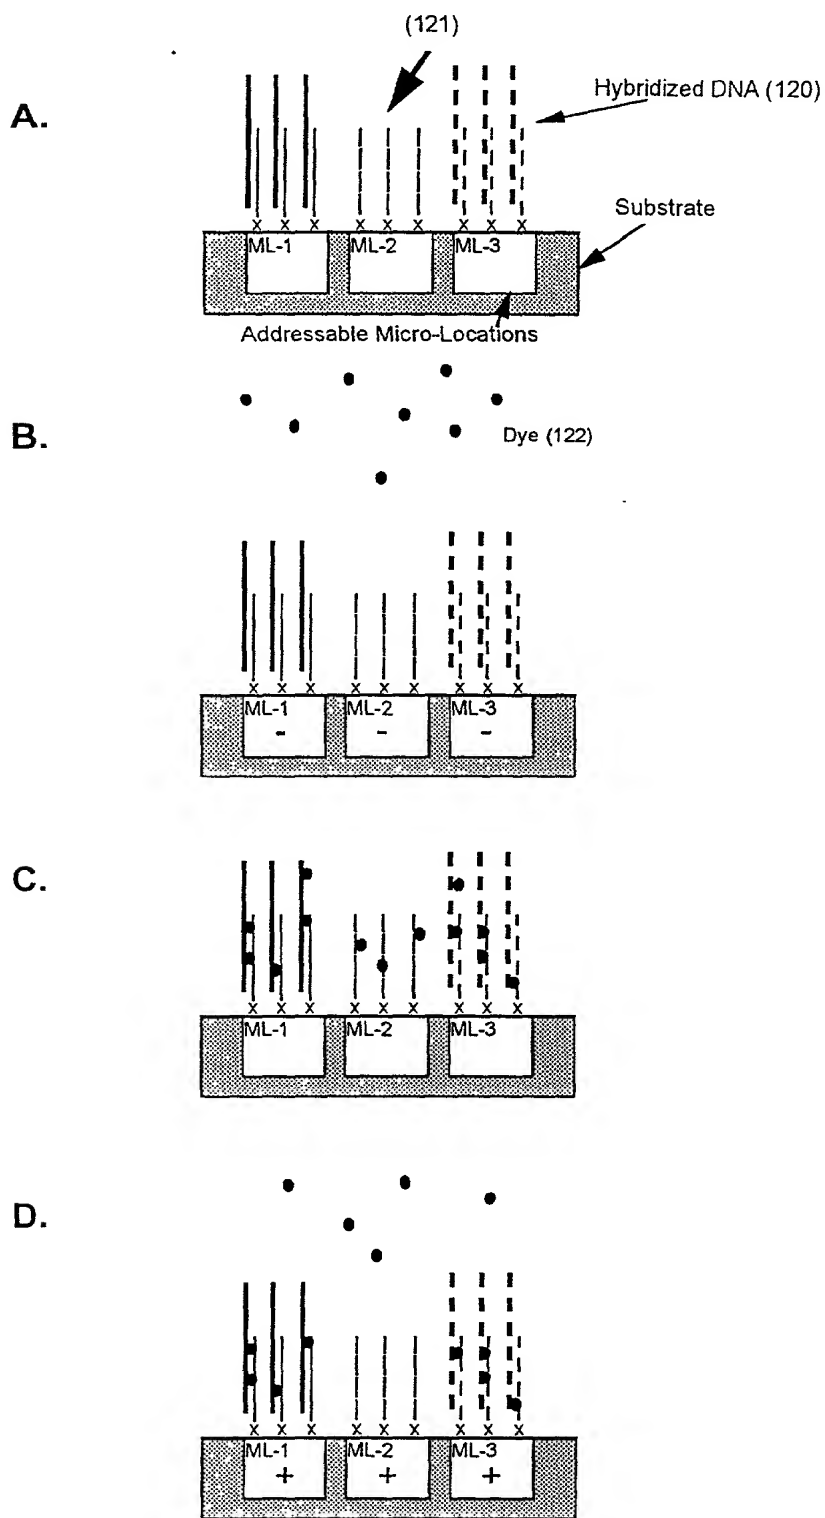 (121)
A.
Hybridized DNA (120)
Substrate
x x x x x x x x x
ML-1 ML-2 ML-3
Addressable Micro-Locations
B.
Dye (122)
x x x x x x x x x
ML-1 ML-2 ML-3
- - -
C.
x x x x x x x x x
ML-1 ML-2 ML-3
D.
x x x x x x x x x
ML-1 ML-2 ML-3
+ + +